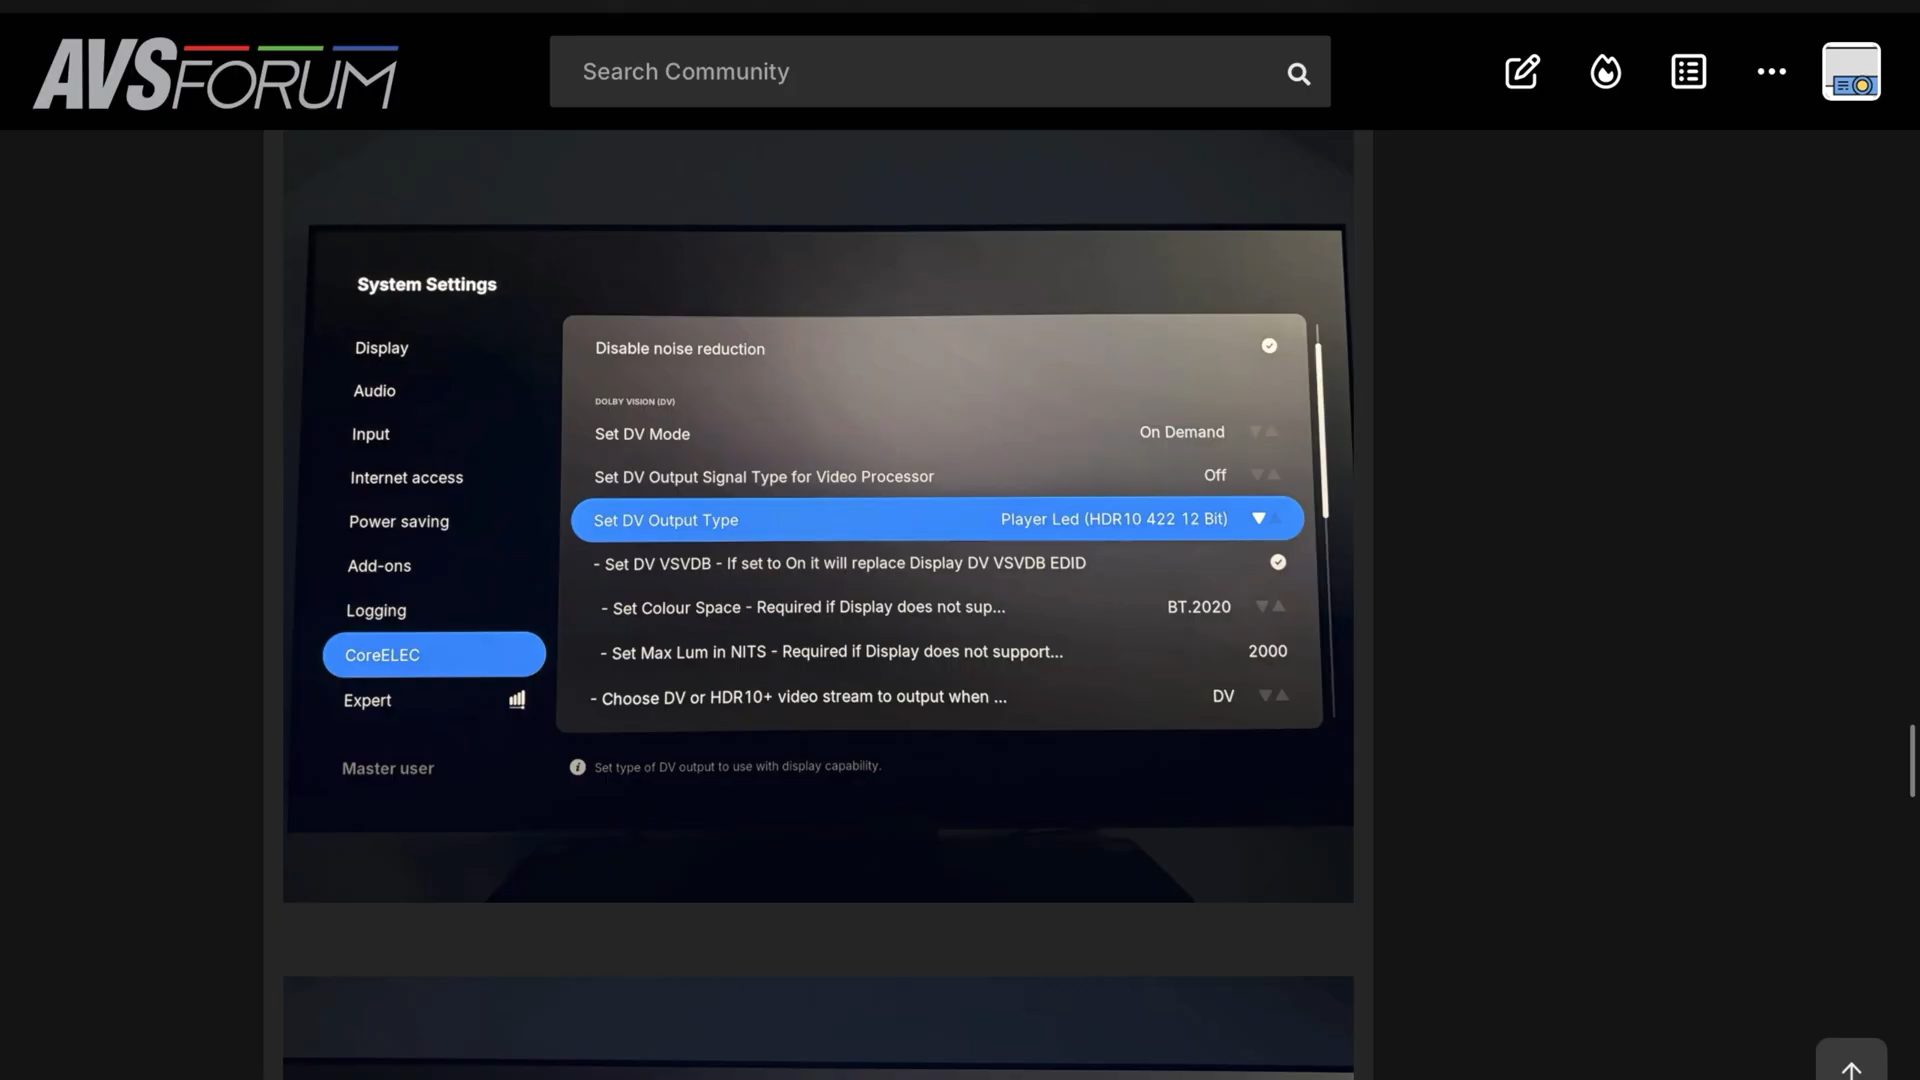 AVSFORUM
Search Community
System Settings
Display
Audio
Input
Internet access
Power saving
Add-ons
Logging
CoreELEC
Expert
Master user
Disable noise reduction
DOLBY VISION (DV)
Set DV Mode On Demand
Set DV Output Signal Type for Video Processor Off
Set DV Output Type Player Led (HDR10 422 12 Bit)
- Set DV VSVDB - If set to On it will replace Display DV VSVDB EDID
- Set Colour Space - Required if Display does not sup... BT.2020
- Set Max Lum in NITS - Required if Display does not support... 2000
- Choose DV or HDR10+ video stream to output when ... DV
Set type of DV output to use with display capability.